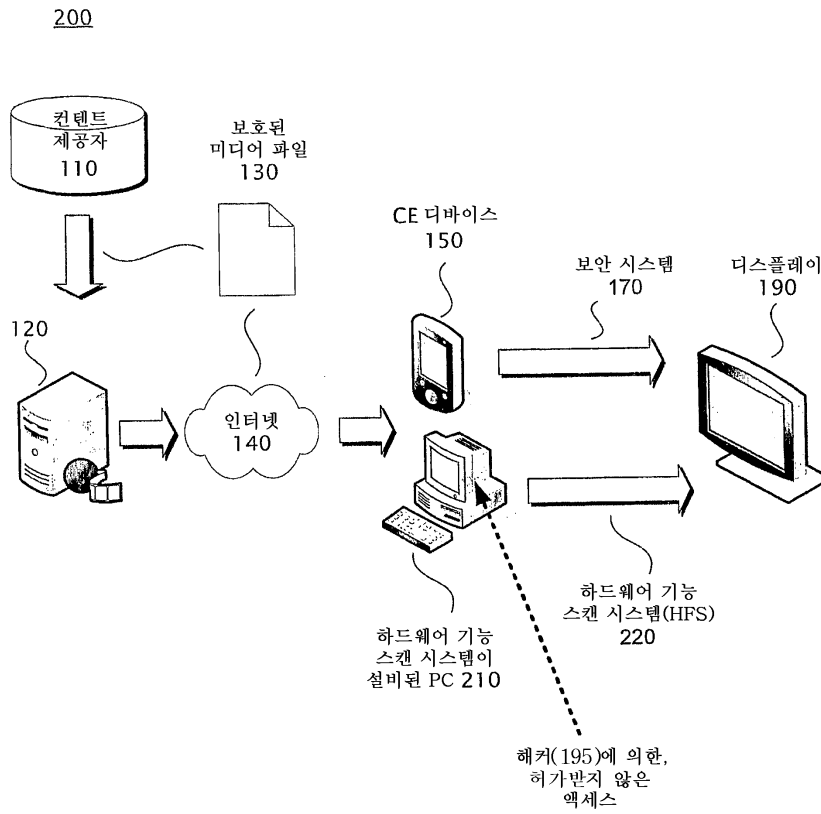 200
컨텐트
제공자
110
보호된
미디어 파일
130
CE 디바이스
150
보안 시스템
170
디스플레이
190
120
인터넷
140
하드웨어 기능
스캔 시스템(HFS)
220
하드웨어 기능
스캔 시스템이
설비된 PC 210
해커(195)에 의한,
허가받지 않은
액세스